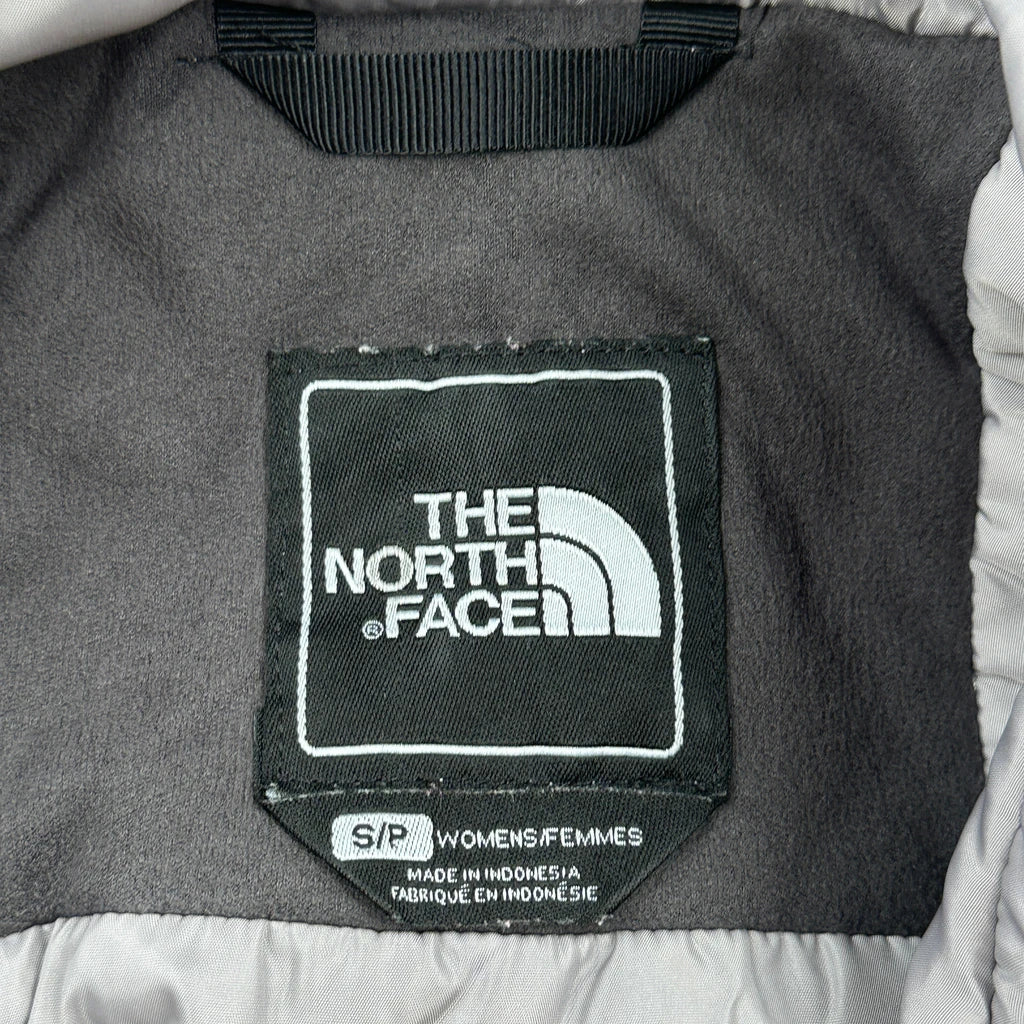 THE
NORTH
®FACE
S/P WOMENS/FEMMES
MADE IN INDONESIA
FABRIQUÉ EN INDONÉSIE